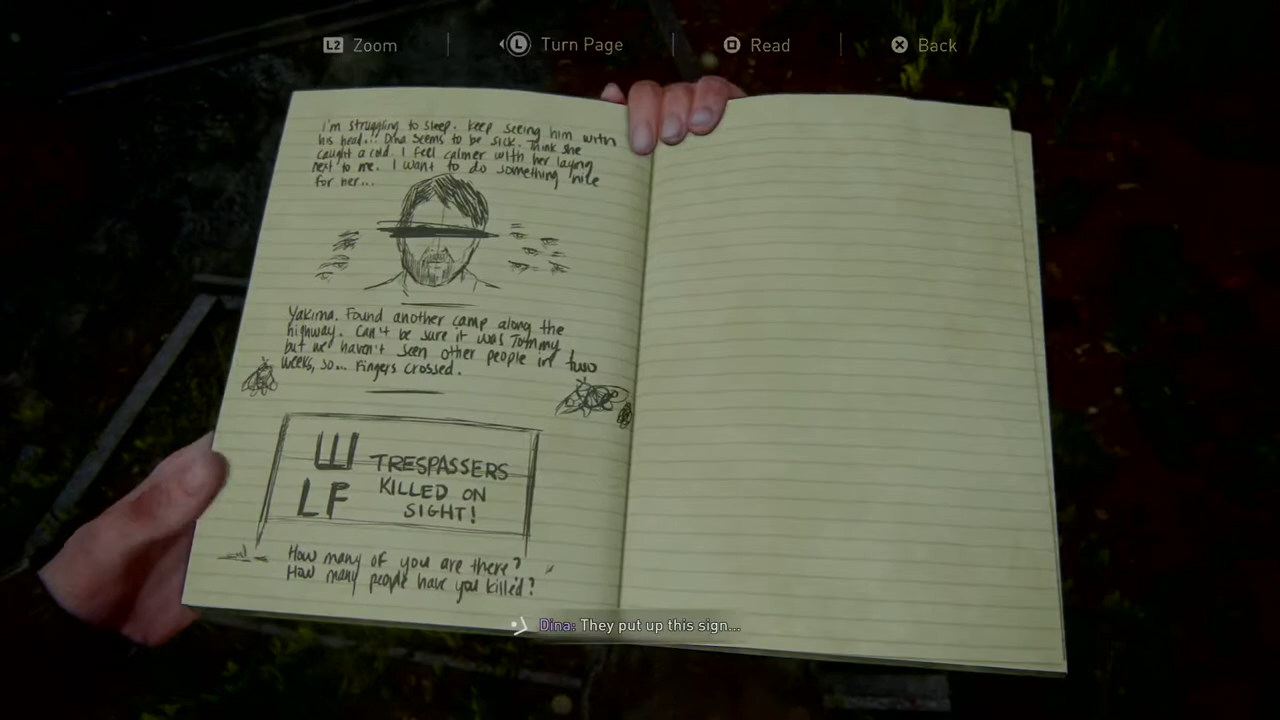 L2 Zoom
L Turn Page
Read
Back
i'm struggling to sleep. Keep seeing him with
his head... Dina seems to be sick. Think she
caught a cold. I feel calmer with her laying
next to me. I want to do something nice
for her...
Yakima. Found another camp along the
highway. Can't be sure it was Tommy
but we haven't seen other people in two
weeks, so... Fingers crossed.
W TRESPASSERS
LF KILLED ON
SIGHT!
How many of you are there?
How many people have you killed?
Dina: They put up this sign...